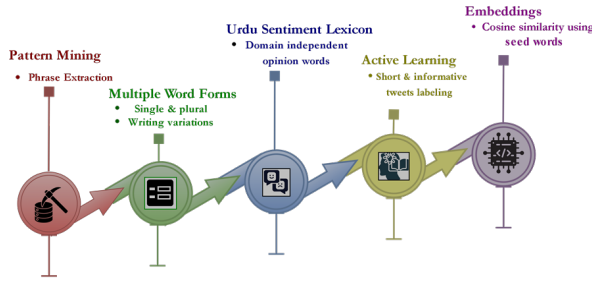 Pattern Mining
• Phrase Extraction
Multiple Word Forms
• Single & plural
• Writing variations
Urdu Sentiment Lexicon
• Domain independent
opinion words
Active Learning
• Short & informative
tweets labeling
Embeddings
• Cosine similarity using
seed words